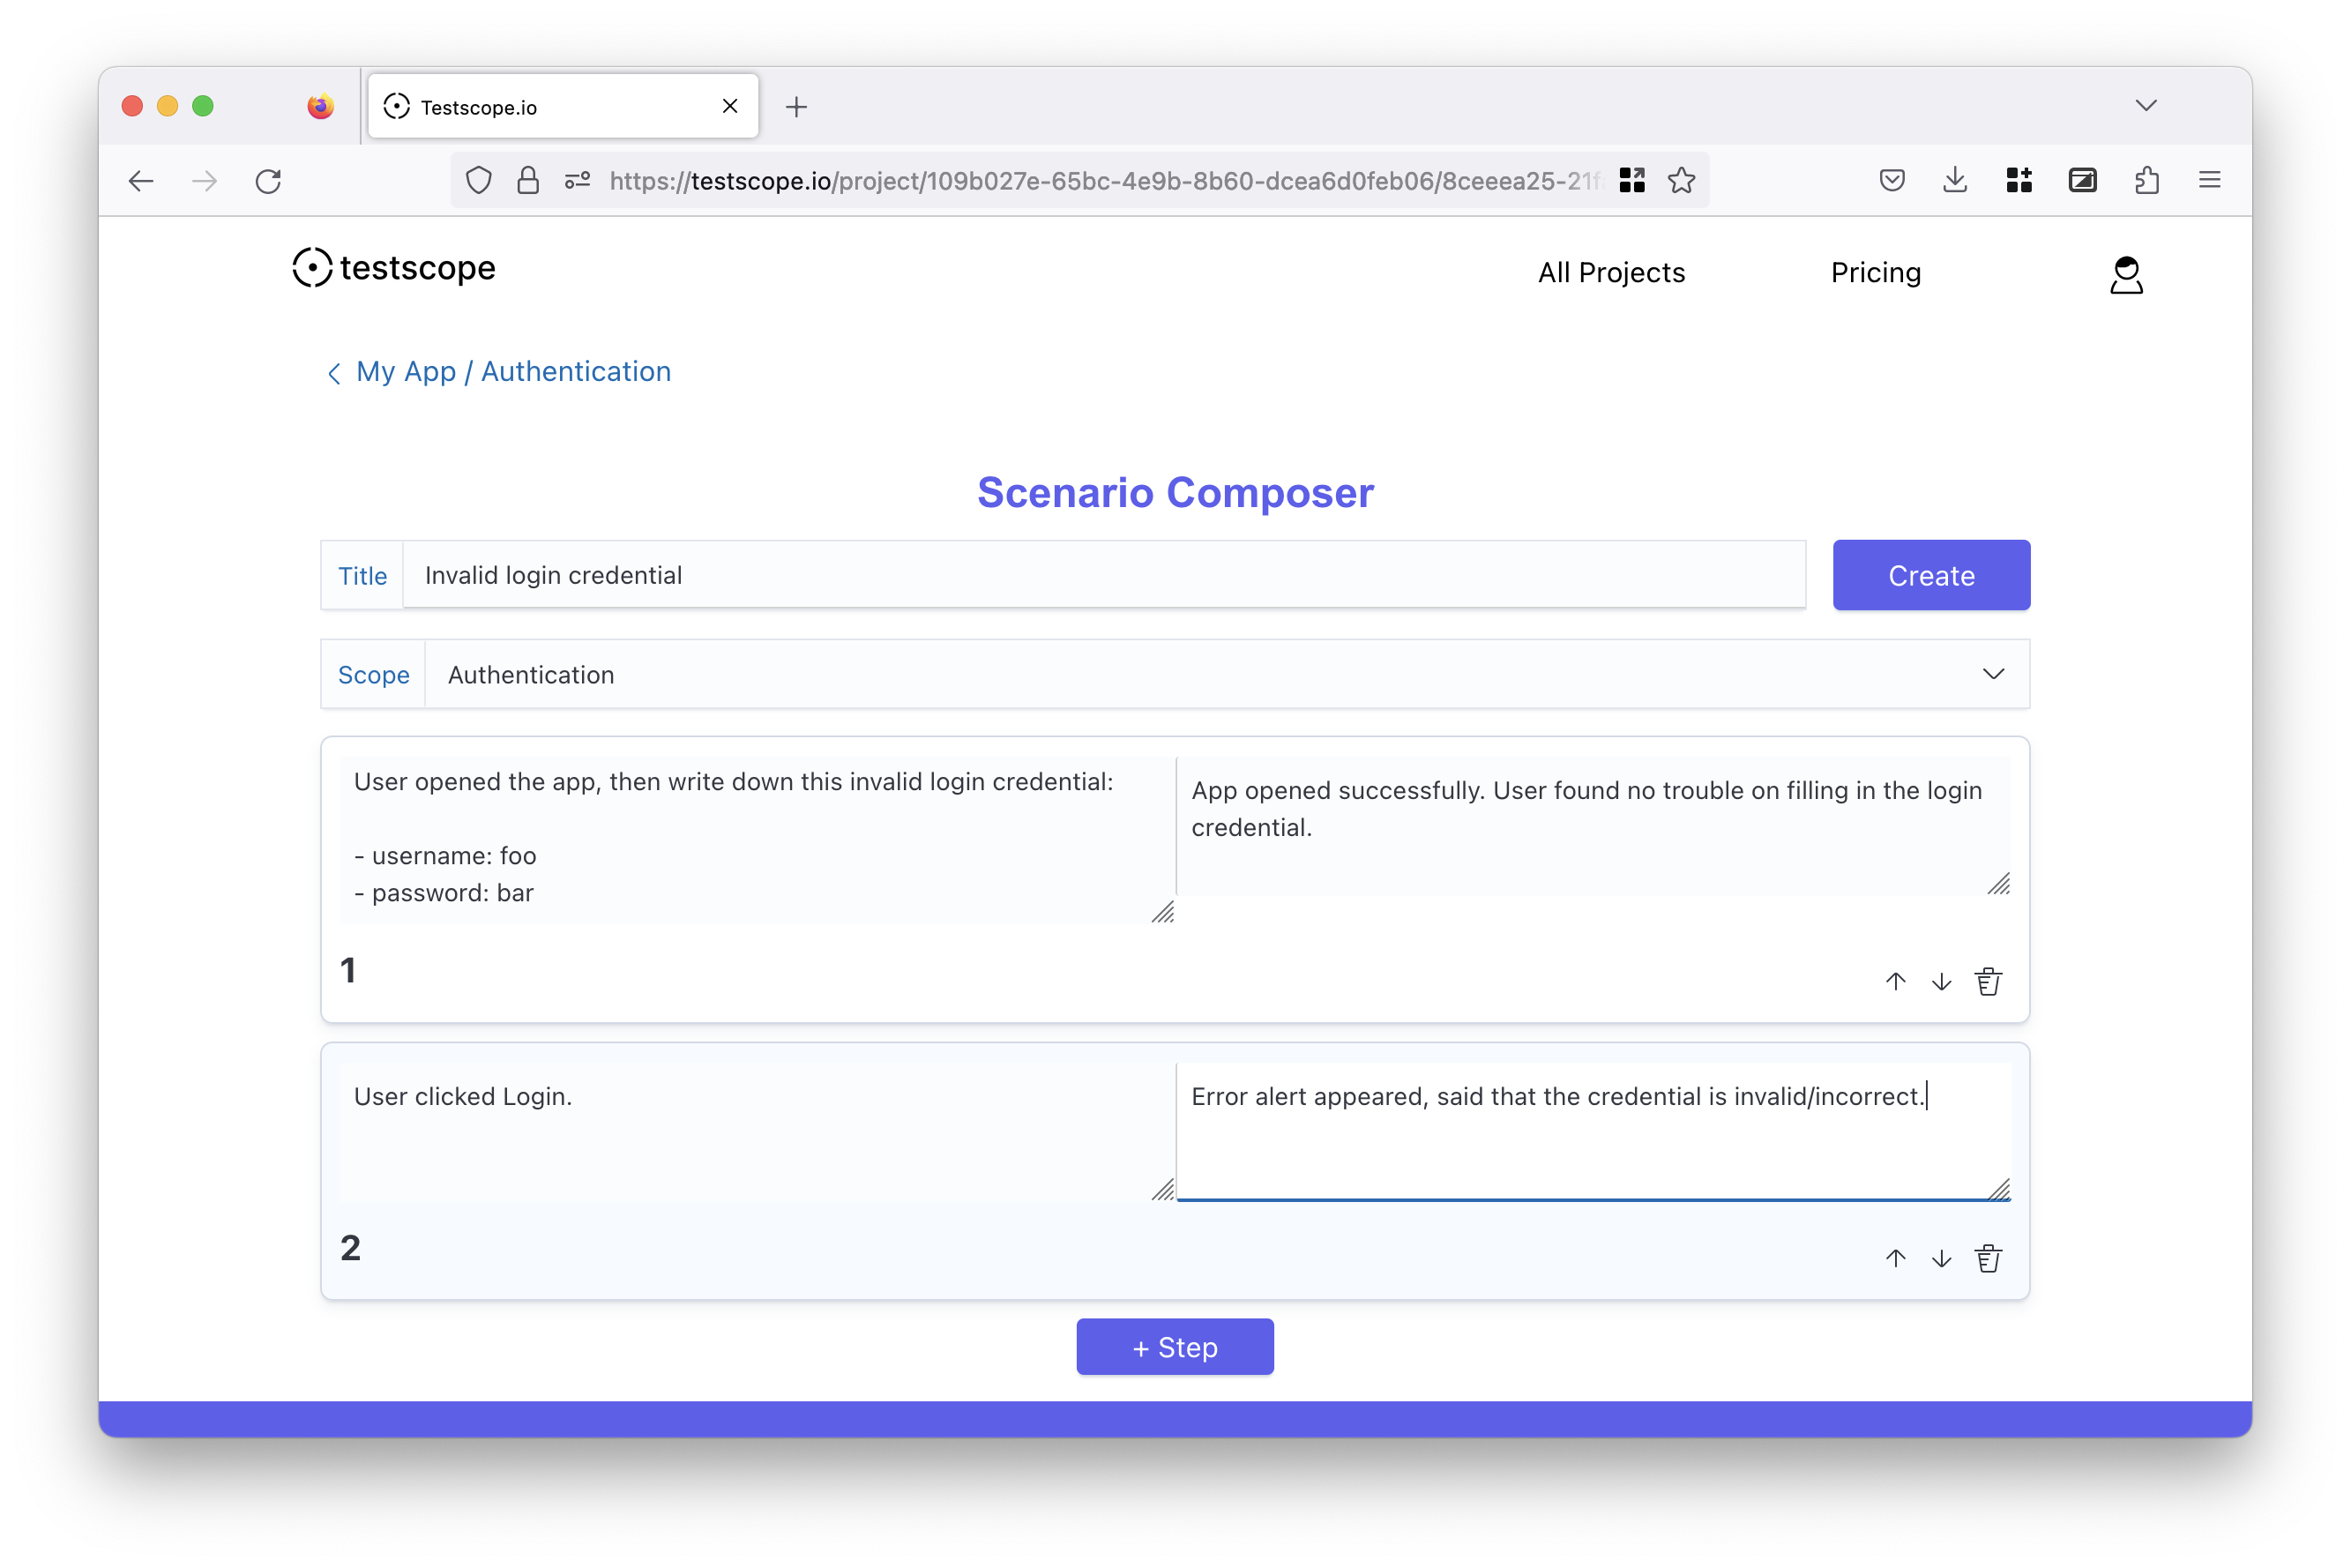 Testscope.io
https://testscope.io/project/109b027e-65bc-4e9b-8b60-dcea6d0feb06/8ceeea25-21f
testscope
All Projects
Pricing
My App / Authentication
Scenario Composer
Title
Invalid login credential
Create
Scope
Authentication
User opened the app, then write down this invalid login credential:
- username: foo
- password: bar
App opened successfully. User found no trouble on filling in the login
credential.
1
User clicked Login.
Error alert appeared, said that the credential is invalid/incorrect.
2
+ Step